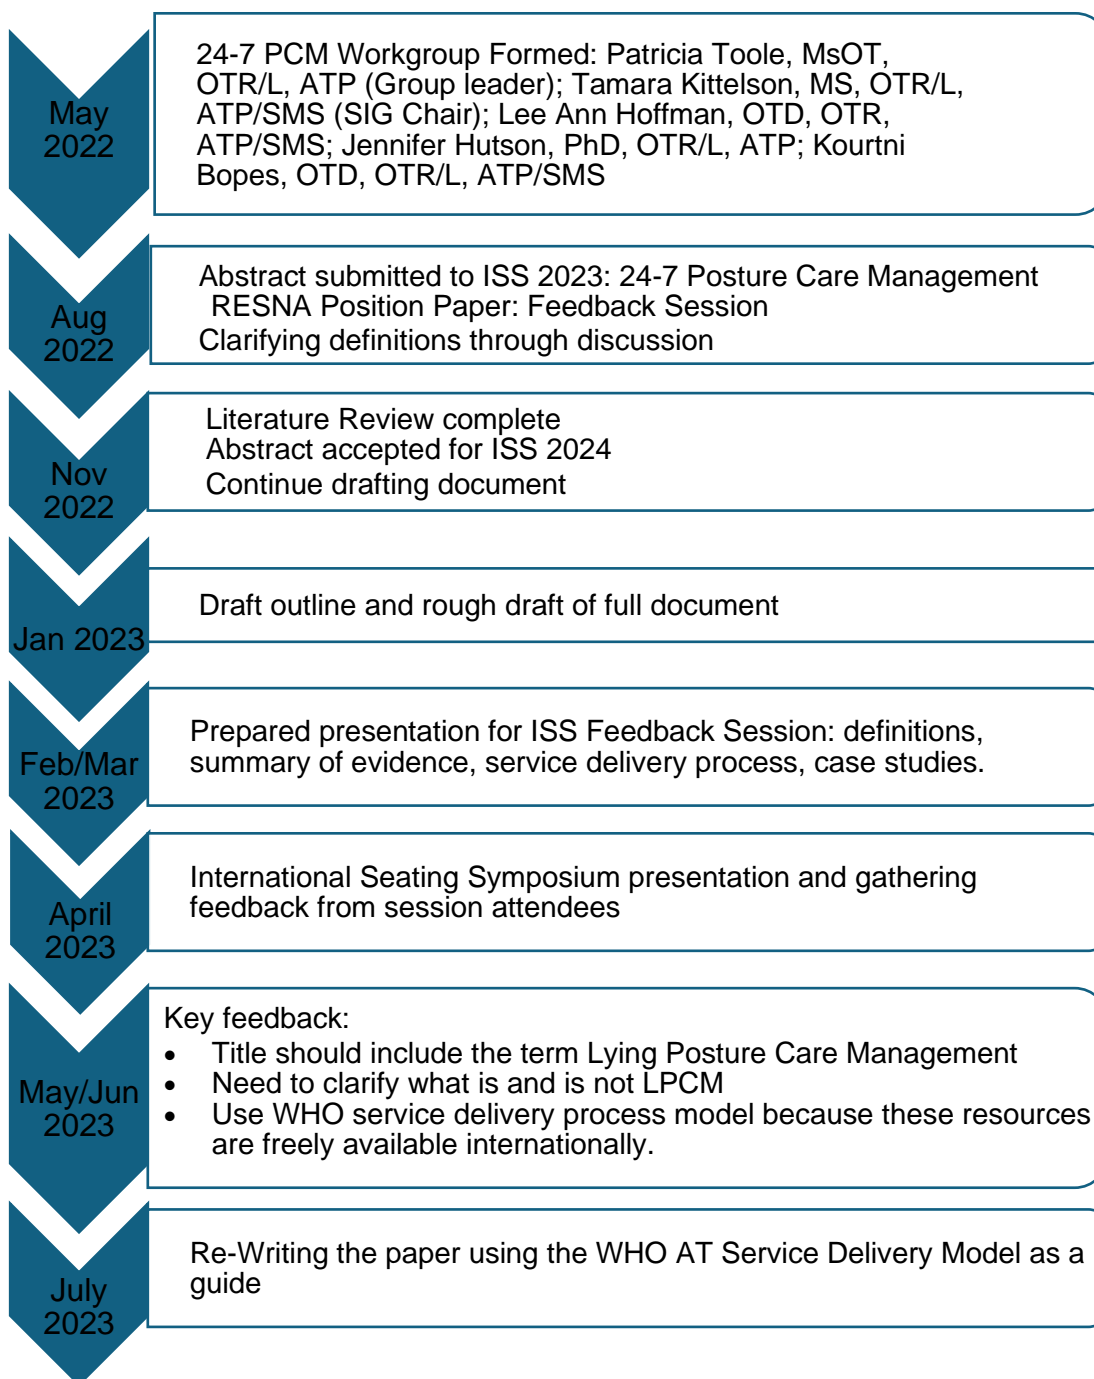 May
2022
24-7 PCM Workgroup Formed: Patricia Toole, MsOT,
OTR/L, ATP (Group leader); Tamara Kittelson, MS, OTR/L,
ATP/SMS (SIG Chair); Lee Ann Hoffman, OTD, OTR,
ATP/SMS; Jennifer Hutson, PhD, OTR/L, ATP; Kourtni
Bopes, OTD, OTR/L, ATP/SMS
Aug
2022
Abstract submitted to ISS 2023: 24-7 Posture Care Management
RESNA Position Paper: Feedback Session
Clarifying definitions through discussion
Nov
2022
Literature Review complete
Abstract accepted for ISS 2024
Continue drafting document
Jan 2023
Draft outline and rough draft of full document
Feb/Mar
2023
Prepared presentation for ISS Feedback Session: definitions,
summary of evidence, service delivery process, case studies.
April
2023
International Seating Symposium presentation and gathering
feedback from session attendees
May/Jun
2023
Key feedback:
• Title should include the term Lying Posture Care Management
• Need to clarify what is and is not LPCM
• Use WHO service delivery process model because these resources
are freely available internationally.
July
2023
Re-Writing the paper using the WHO AT Service Delivery Model as a
guide